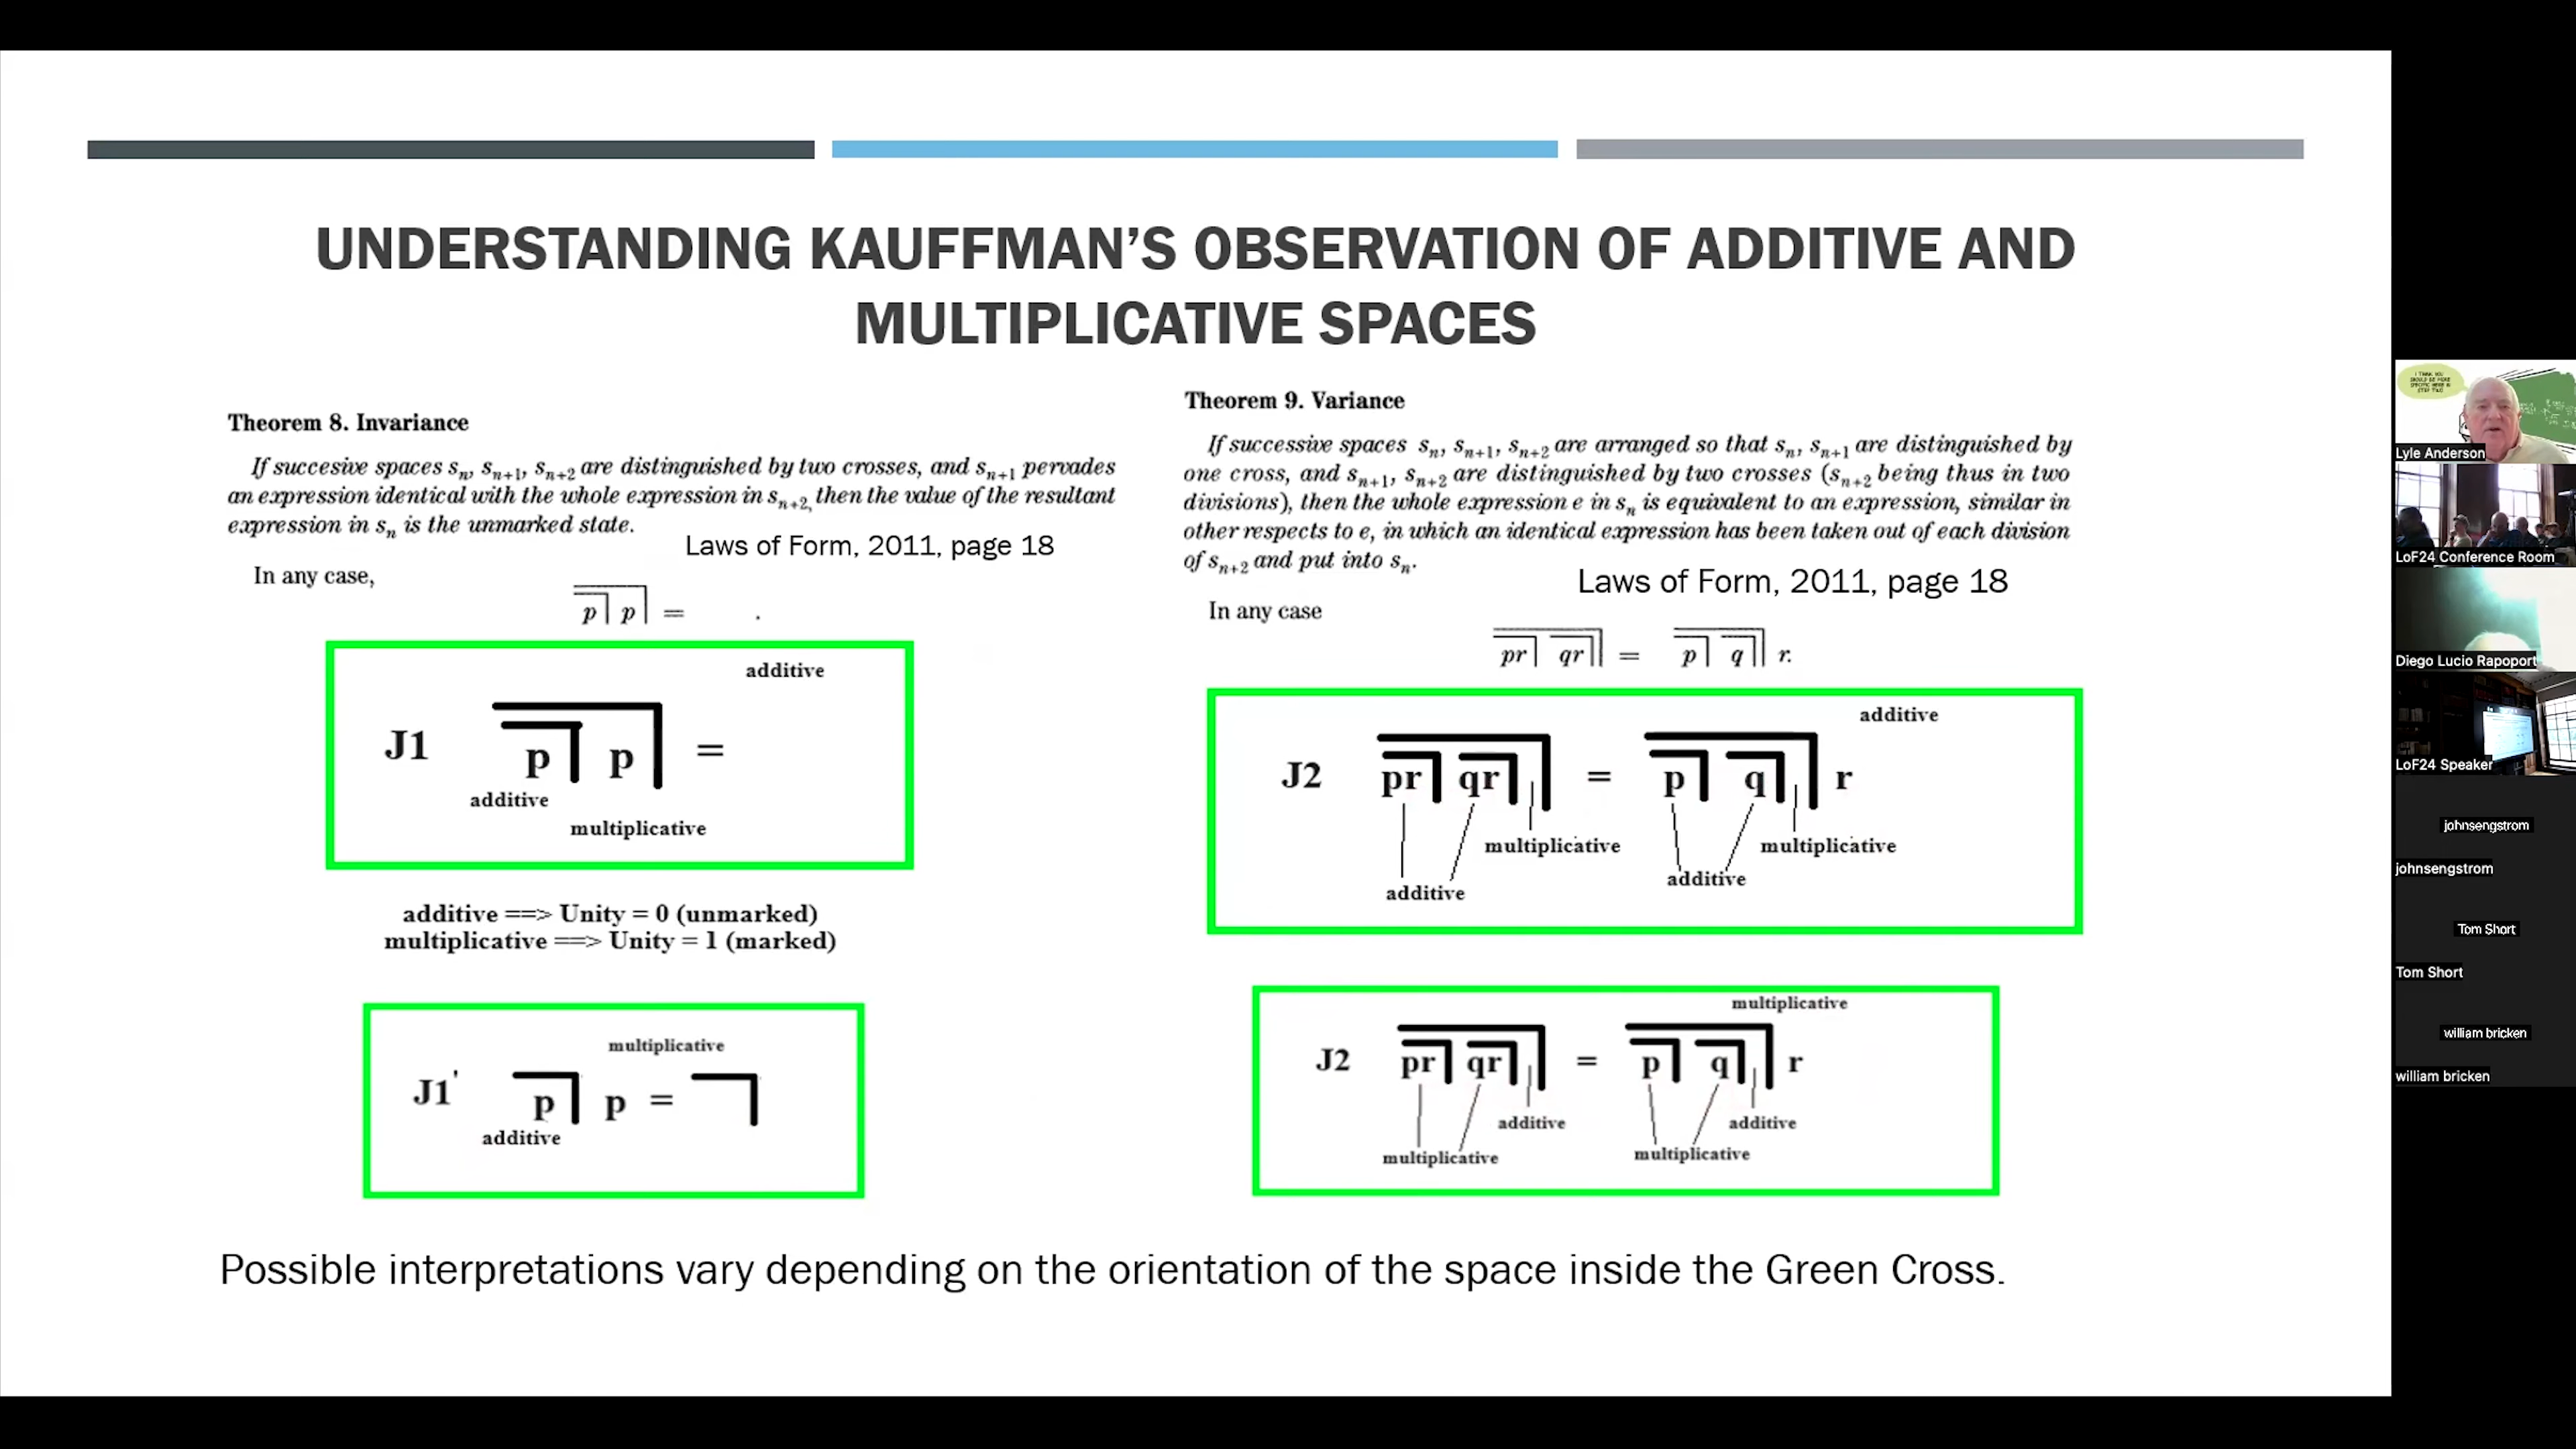 UNDERSTANDING KAUFFMAN'S OBSERVATION OF ADDITIVE AND
MULTIPLICATIVE SPACES
Theorem 8. Invariance
If succesive spaces sn, sn+1, sn+2 are distinguished by two crosses, and sn+1 pervades
an expression identical with the whole expression in sn+2, then the value of the resultant
expression in sn is the unmarked state.
Laws of Form, 2011, page 18
In any case,
p p = .
additive
J1 p p =
additive
multiplicative
additive ==> Unity = 0 (unmarked)
multiplicative ==> Unity = 1 (marked)
multiplicative
J1' p p =
additive
Theorem 9. Variance
If successive spaces sn, sn+1, sn+2 are arranged so that sn, sn+1 are distinguished by
one cross, and sn+1, sn+2 are distinguished by two crosses (sn+2 being thus in two
divisions), then the whole expression e in sn is equivalent to an expression, similar in
other respects to e, in which an identical expression has been taken out of each division
of sn+2 and put into sn.
Laws of Form, 2011, page 18
In any case
pr qr = p q r.
additive
J2 pr qr = p q r
multiplicative multiplicative
additive additive
multiplicative
J2 pr qr = p q r
additive additive
multiplicative multiplicative
Possible interpretations vary depending on the orientation of the space inside the Green Cross.
I THINK YOU
SHOULD BE MORE
SPECIFIC HERE IN
STEP TWO
Lyle Anderson
LoF24 Conference Room
Diego Lucio Rapoport
LoF24 Speaker
johnsengstrom
johnsengstrom
Tom Short
Tom Short
william bricken
william bricken